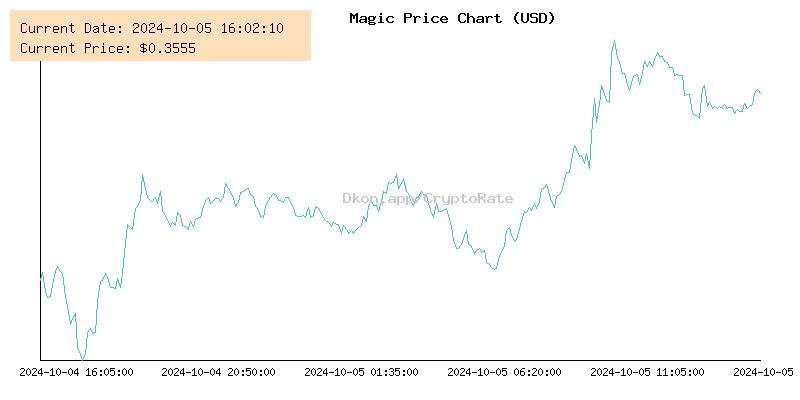 Magic Price Chart (USD)
Current Date: 2024-10-05 16:02:10
Current Price: $0.3555
Dkon.app/CryptoRate
2024-10-04 16:05:00
2024-10-04 20:50:00
2024-10-05 01:35:00
2024-10-05 06:20:00
2024-10-05 11:05:00
2024-10-05